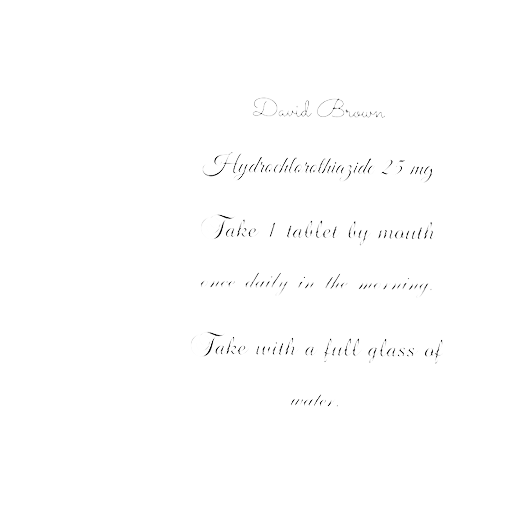 David Brown
Hydrochlorothiazide 25 mg
Take 1 tablet by mouth
once daily in the morning.
Take with a full glass of
water.